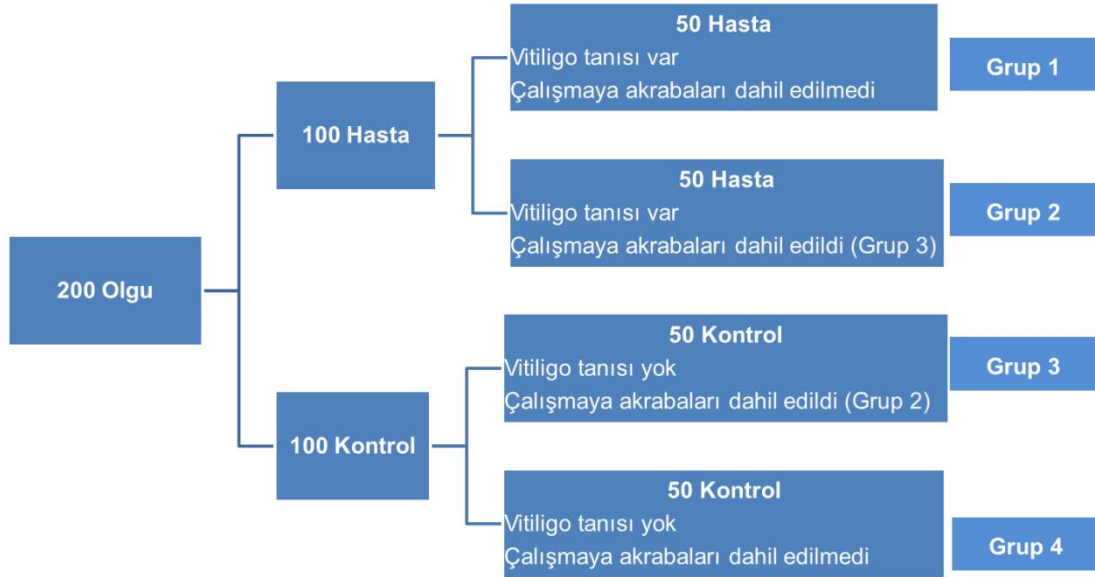 200 Olgu
100 Hasta
50 Hasta
Vitiligo tanısı var
Çalışmaya akrabaları dahil edilmedi
Grup 1
50 Hasta
Vitiligo tanısı var
Çalışmaya akrabaları dahil edildi (Grup 3)
Grup 2
100 Kontrol
50 Kontrol
Vitiligo tanısı yok
Çalışmaya akrabaları dahil edildi (Grup 2)
Grup 3
50 Kontrol
Vitiligo tanısı yok
Çalışmaya akrabaları dahil edilmedi
Grup 4